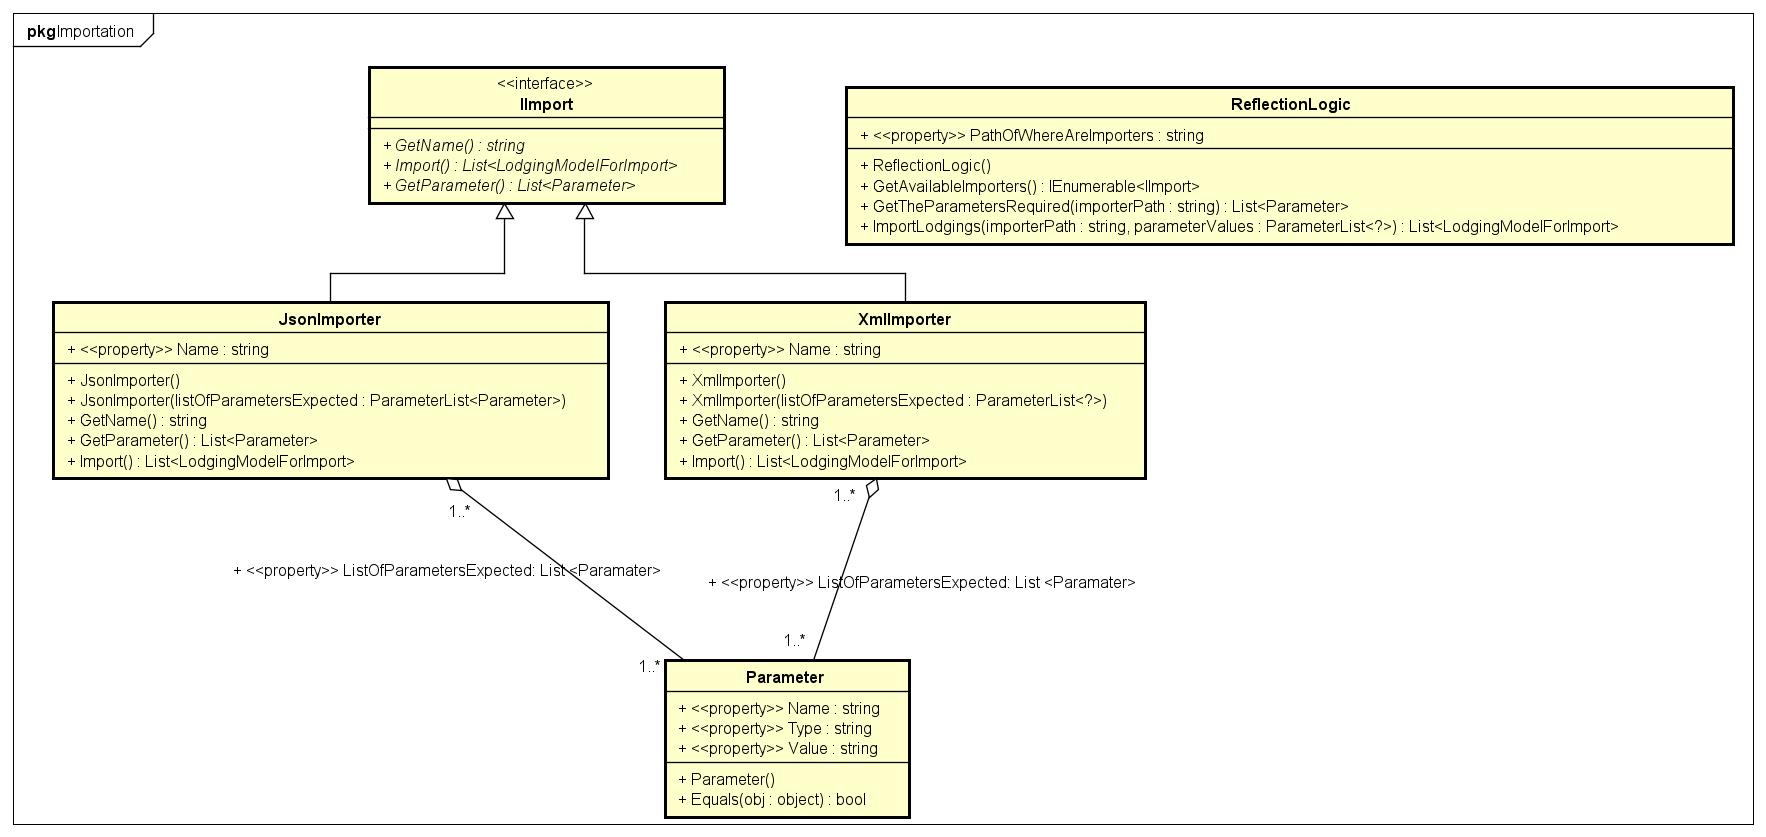 pkg Importation
<<interface>>
IImport
+ GetName() : string
+ Import() : List<LodgingModelForImport>
+ GetParameter() : List<Parameter>
ReflectionLogic
+ <<property>> PathOfWhereAreImporters : string
+ ReflectionLogic()
+ GetAvailableImporters() : IEnumerable<IImport>
+ GetTheParametersRequired(importerPath : string) : List<Parameter>
+ ImportLodgings(importerPath : string, parameterValues : ParameterList<?>) : List<LodgingModelForImport>
JsonImporter
+ <<property>> Name : string
+ JsonImporter()
+ JsonImporter(listOfParametersExpected : ParameterList<Parameter>)
+ GetName() : string
+ GetParameter() : List<Parameter>
+ Import() : List<LodgingModelForImport>
XmlImporter
+ <<property>> Name : string
+ XmlImporter()
+ XmlImporter(listOfParametersExpected : ParameterList<?>)
+ GetName() : string
+ GetParameter() : List<Parameter>
+ Import() : List<LodgingModelForImport>
1..*
1..*
+ <<property>> ListOfParametersExpected: List <Paramater>
+ <<property>> ListOfParametersExpected: List <Paramater>
1..*
1..*
Parameter
+ <<property>> Name : string
+ <<property>> Type : string
+ <<property>> Value : string
+ Parameter()
+ Equals(obj : object) : bool